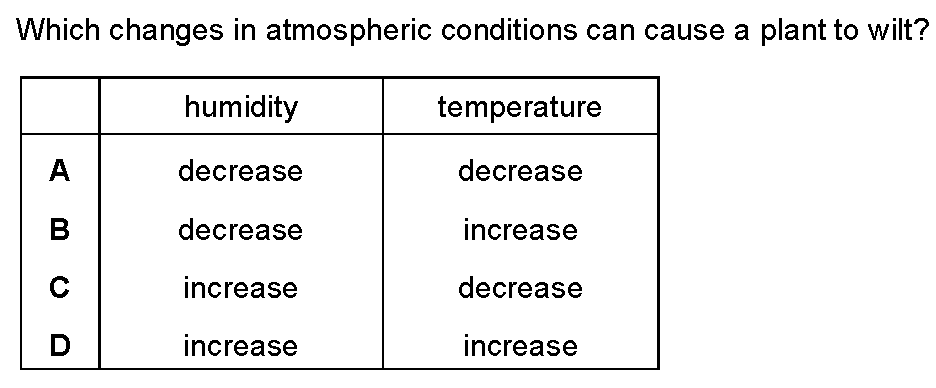 Which changes in atmospheric conditions can cause a plant to wilt?
humidity temperature
A decrease decrease
B decrease increase
C increase decrease
D increase increase